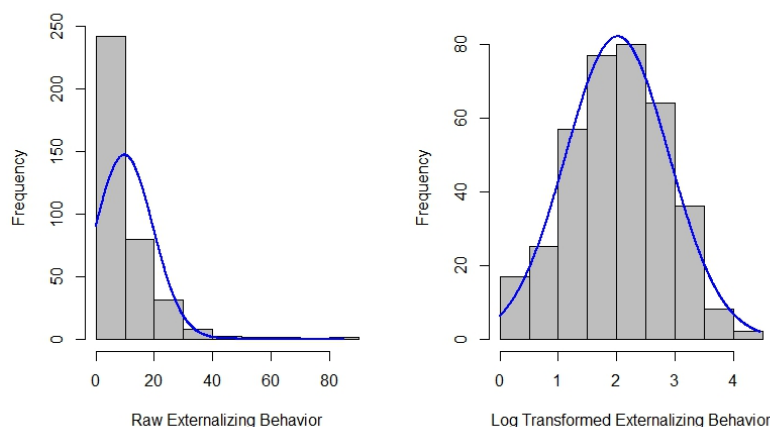 Frequency
250
200
150
100
50
0
0 20 40 60 80
Raw Externalizing Behavior
Frequency
80
60
40
20
0
0 1 2 3 4
Log Transformed Externalizing Behavior